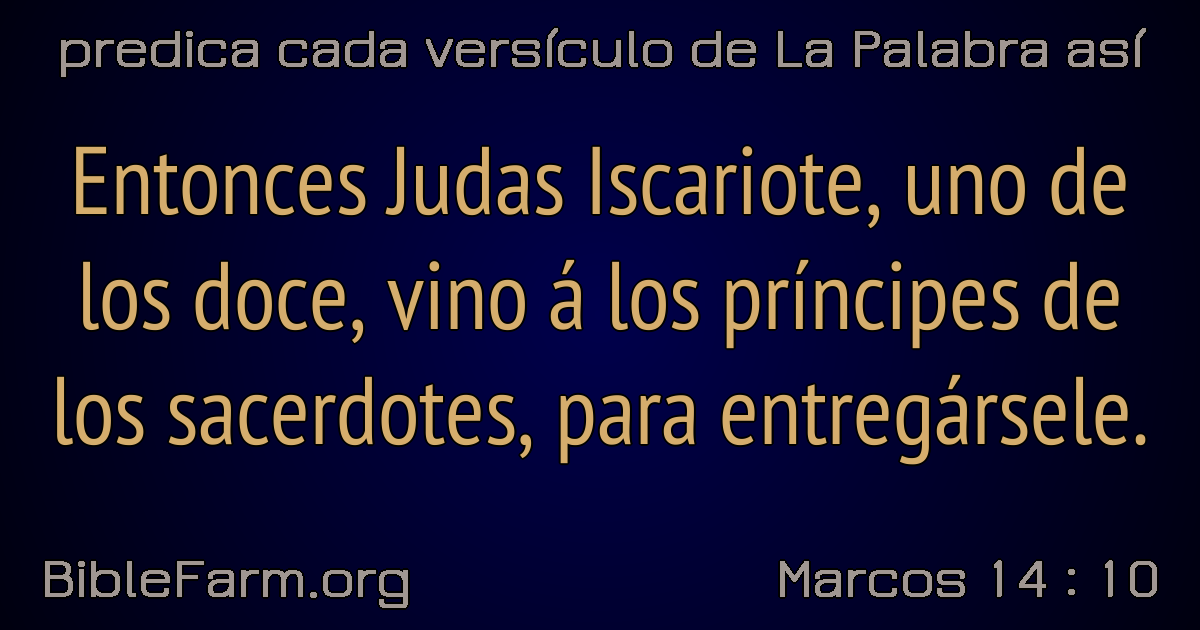 predica cada versículo de La Palabra así
Entonces Judas Iscariote, uno de
los doce, vino á los príncipes de
los sacerdotes, para entregársele.
BibleFarm.org
Marcos 14 : 10